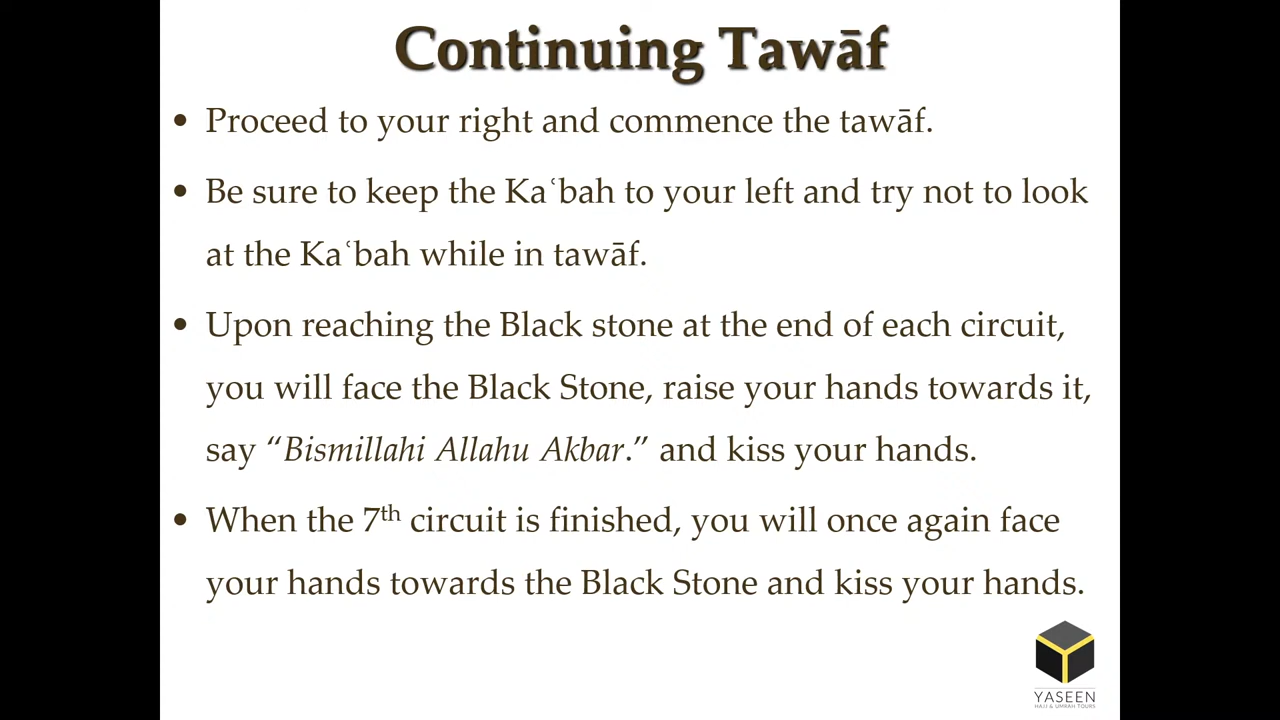 Continuing Tawāf
• Proceed to your right and commence the tawāf.
• Be sure to keep the Kaʿbah to your left and try not to look
at the Kaʿbah while in tawāf.
• Upon reaching the Black stone at the end of each circuit,
you will face the Black Stone, raise your hands towards it,
say “Bismillahi Allahu Akbar.” and kiss your hands.
• When the 7th circuit is finished, you will once again face
your hands towards the Black Stone and kiss your hands.
YASEEN
HAJJ & UMRAH TOURS